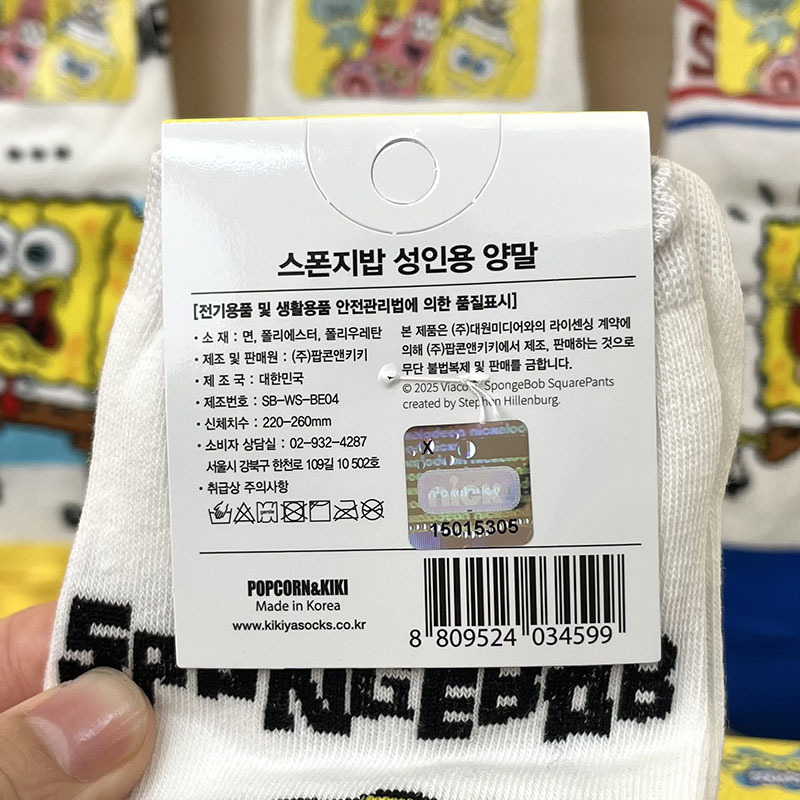 스폰지밥 성인용 양말
[전기용품 및 생활용품 안전관리법에 의한 품질표시]
• 소 재 : 면, 폴리에스터, 폴리우레탄
• 제조 및 판매원 : (주)팝콘앤키키
• 제 조 국 : 대한민국
• 제조번호 : SB-WS-BE04
• 신체치수 : 220-260mm
• 소비자 상담실 : 02-932-4287
서울시 강북구 한천로 109길 10 502호
• 취급상 주의사항
본 제품은 (주)대원미디어와의 라이센싱 계약에
의해 (주)팝콘앤키키에서 제조, 판매하는 것으로
무단 불법복제 및 판매를 금합니다.
© 2025 Viacom. SpongeBob SquarePants
created by Stephen Hillenburg.
X
nick
15015305
POPCORN&KIKI
Made in Korea
www.kikiyasocks.co.kr
8 809524 034599
SPONGEBOB